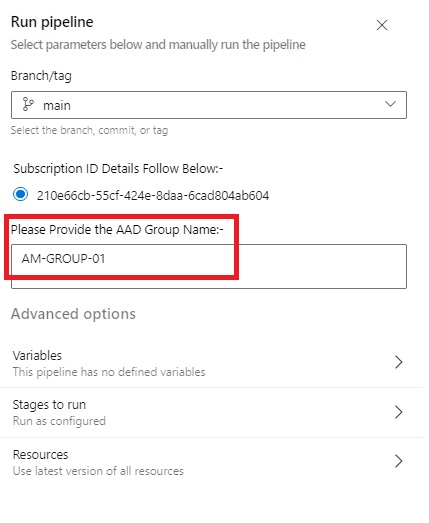 Run pipeline
Select parameters below and manually run the pipeline
Branch/tag
main
Select the branch, commit, or tag
Subscription ID Details Follow Below:-
210e66cb-55cf-424e-8daa-6cad804ab604
Please Provide the AAD Group Name:-
AM-GROUP-01
Advanced options
Variables
This pipeline has no defined variables
Stages to run
Run as configured
Resources
Use latest version of all resources